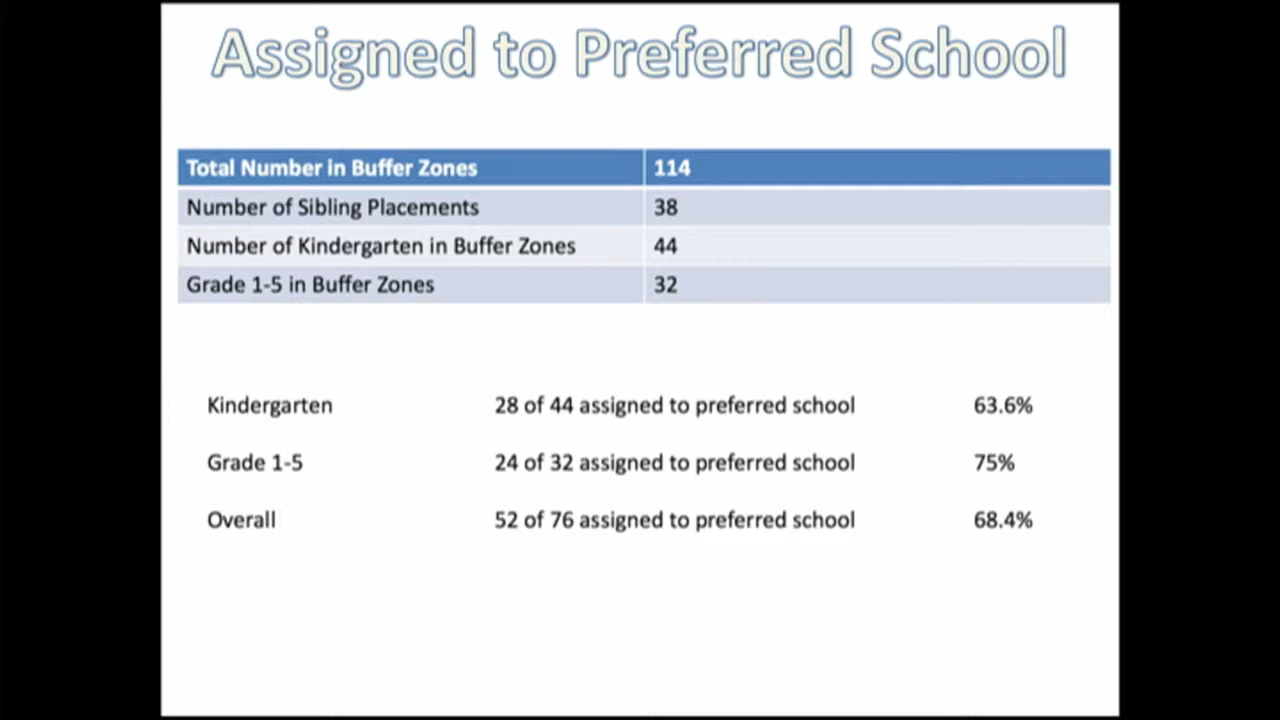 Assigned to Preferred School
Total Number in Buffer Zones 114
Number of Sibling Placements 38
Number of Kindergarten in Buffer Zones 44
Grade 1-5 in Buffer Zones 32
Kindergarten 28 of 44 assigned to preferred school 63.6%
Grade 1-5 24 of 32 assigned to preferred school 75%
Overall 52 of 76 assigned to preferred school 68.4%